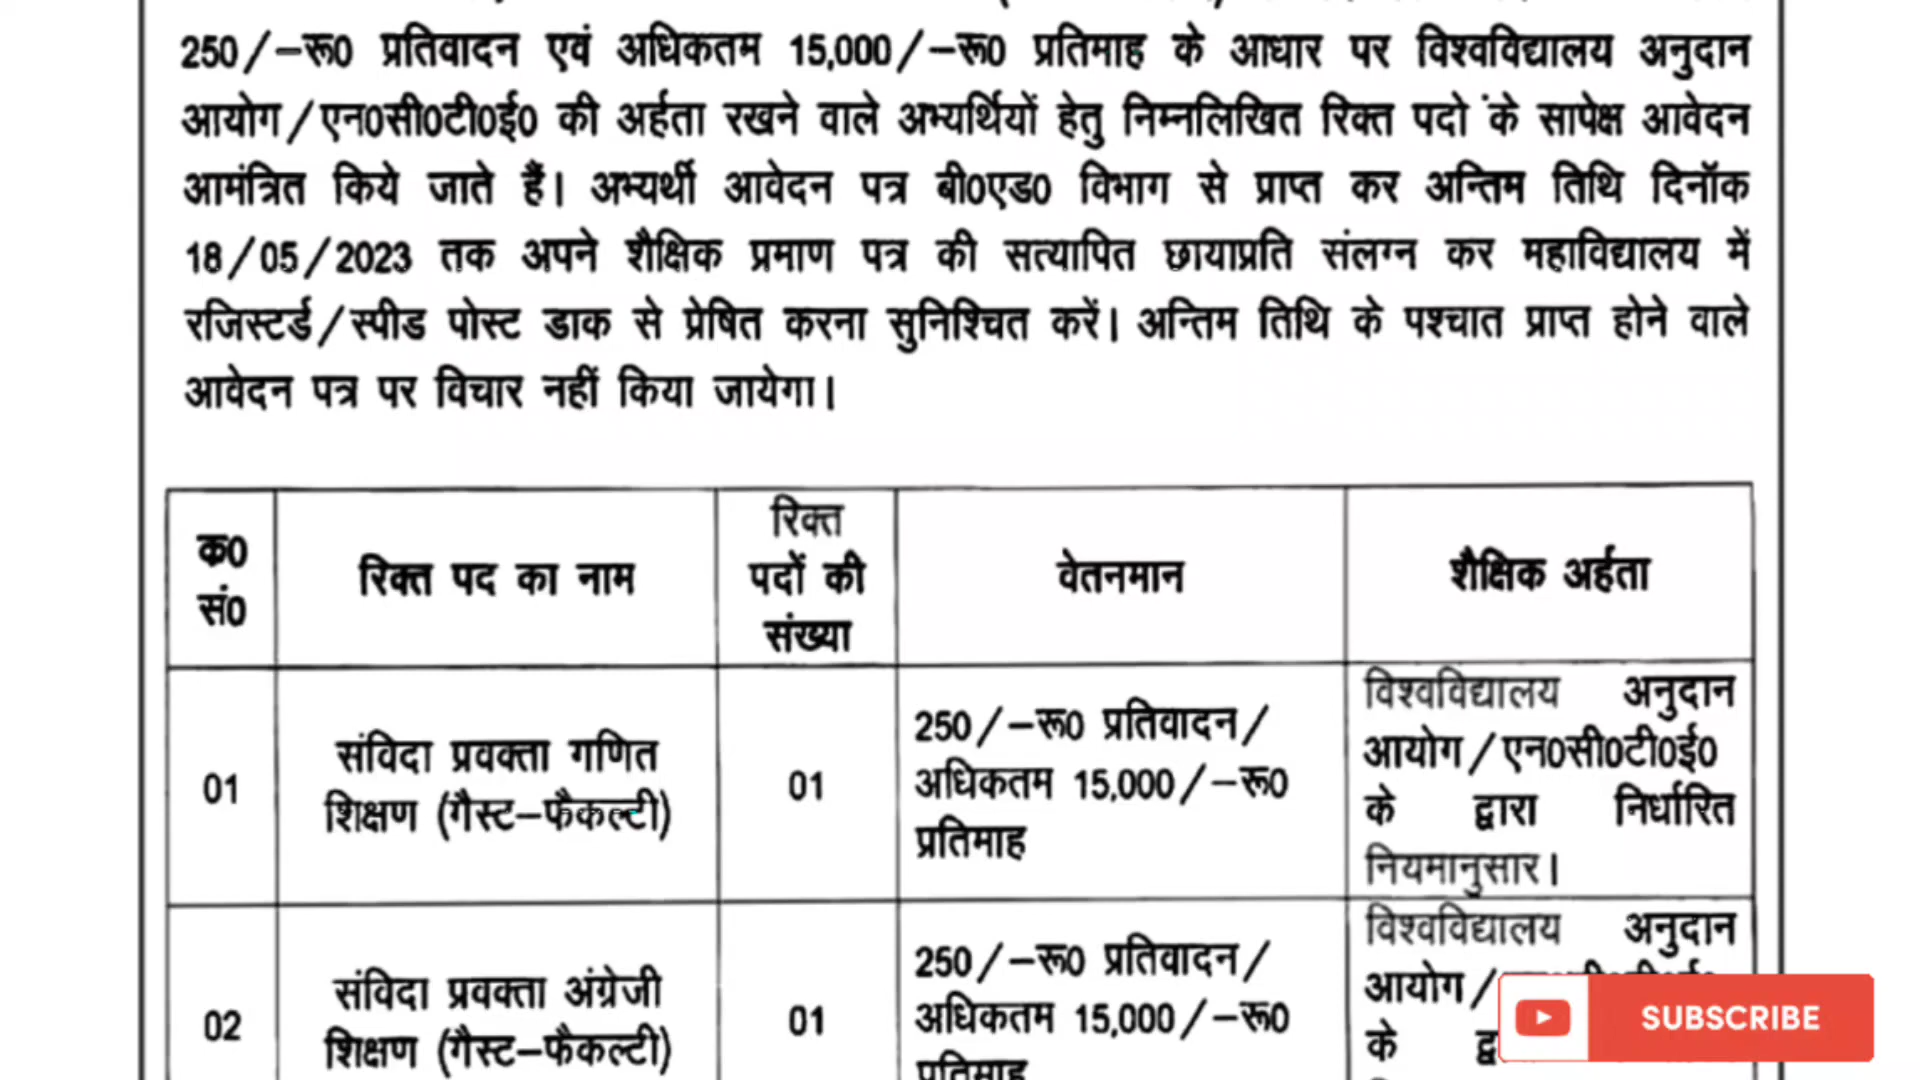 250/–रू0 प्रतिवादन एवं अधिकतम 15,000/–रू0 प्रतिमाह के आधार पर विश्वविद्यालय अनुदान
आयोग/एन0सी0टी0ई0 की अर्हता रखने वाले अभ्यर्थियों हेतु निम्नलिखित रिक्त पदो के सापेक्ष आवेदन
आमंत्रित किये जाते हैं। अभ्यर्थी आवेदन पत्र बी0एड0 विभाग से प्राप्त कर अन्तिम तिथि दिनॉक
18/05/2023 तक अपने शैक्षिक प्रमाण पत्र की सत्यापित छायाप्रति संलग्न कर महाविद्यालय में
रजिस्टर्ड/स्पीड पोस्ट डाक से प्रेषित करना सुनिश्चित करें। अन्तिम तिथि के पश्चात प्राप्त होने वाले
आवेदन पत्र पर विचार नहीं किया जायेगा।
क0
सं0
रिक्त पद का नाम
रिक्त
पदों की
संख्या
वेतनमान
शैक्षिक अर्हता
01
संविदा प्रवक्ता गणित
शिक्षण (गैस्ट–फैकल्टी)
01
250/–रू0 प्रतिवादन/
अधिकतम 15,000/–रू0
प्रतिमाह
विश्वविद्यालय अनुदान
आयोग/एन0सी0टी0ई0
के द्वारा निर्धारित
नियमानुसार।
02
संविदा प्रवक्ता अंग्रेजी
शिक्षण (गैस्ट–फैकल्टी)
01
250/–रू0 प्रतिवादन/
अधिकतम 15,000/–रू0
प्रतिमाह
विश्वविद्यालय अनुदान
आयोग/
के
SUBSCRIBE